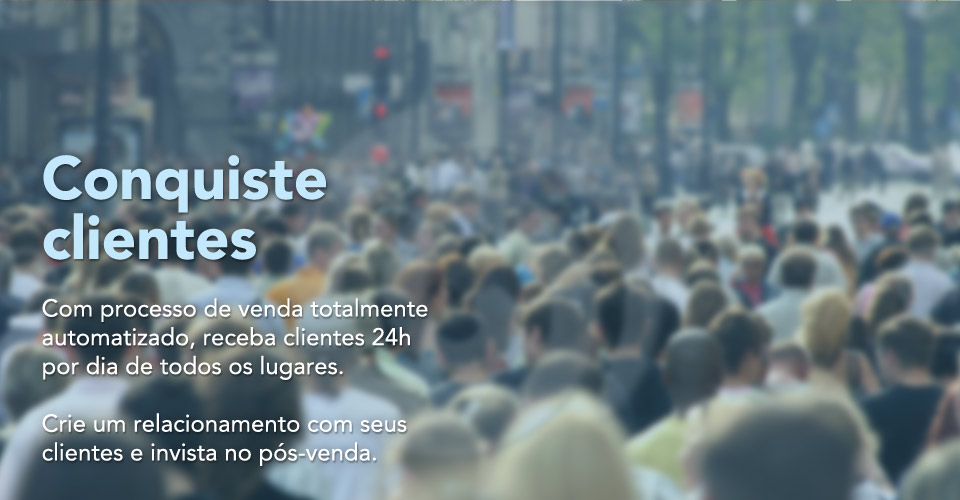 Conquiste
clientes
Com processo de venda totalmente
automatizado, receba clientes 24h
por dia de todos os lugares.
Crie um relacionamento com seus
clientes e invista no pós-venda.